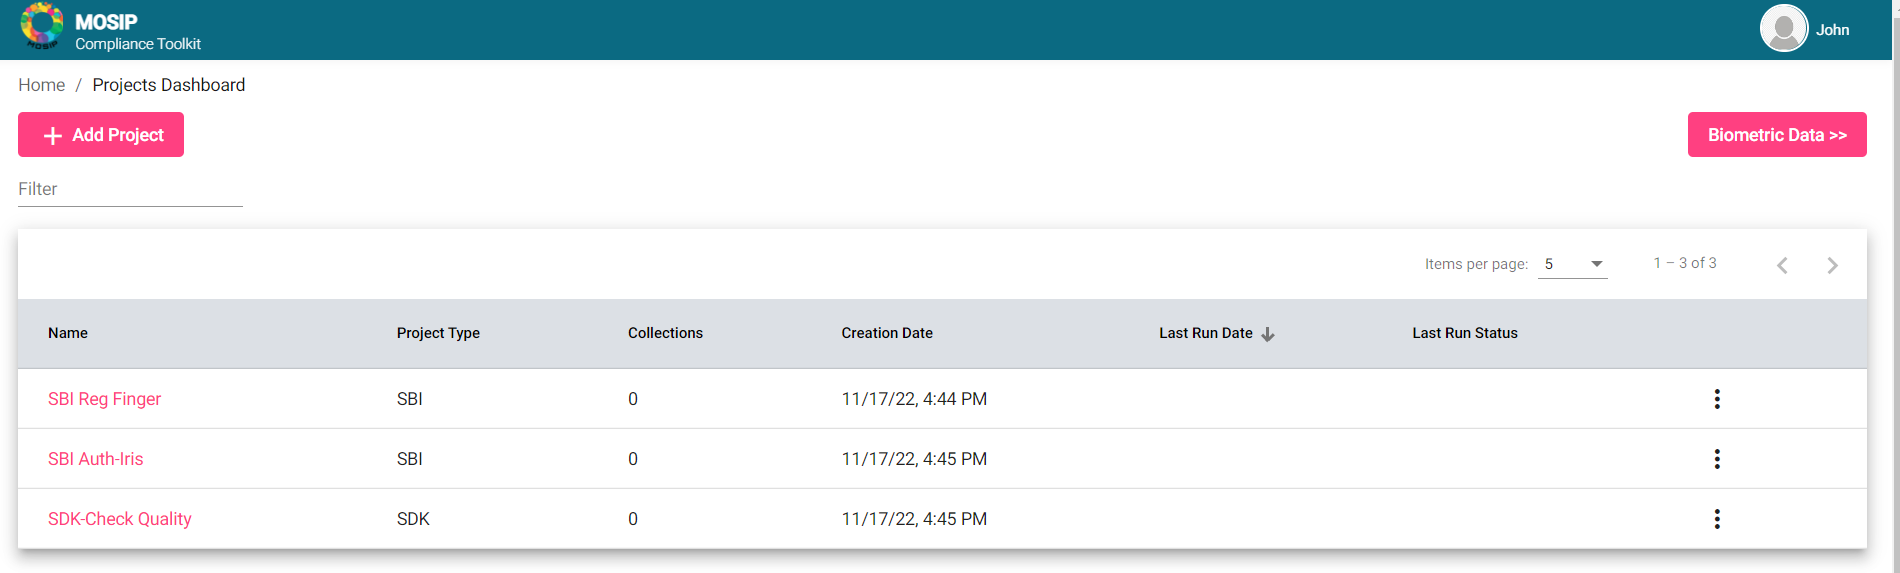 MOSIP
MOSIP
Compliance Toolkit
John
Home / Projects Dashboard
+ Add Project
Biometric Data >>
Filter
Items per page: 5 1 – 3 of 3
Name Project Type Collections Creation Date Last Run Date Last Run Status
SBI Reg Finger SBI 0 11/17/22, 4:44 PM
SBI Auth-Iris SBI 0 11/17/22, 4:45 PM
SDK-Check Quality SDK 0 11/17/22, 4:45 PM